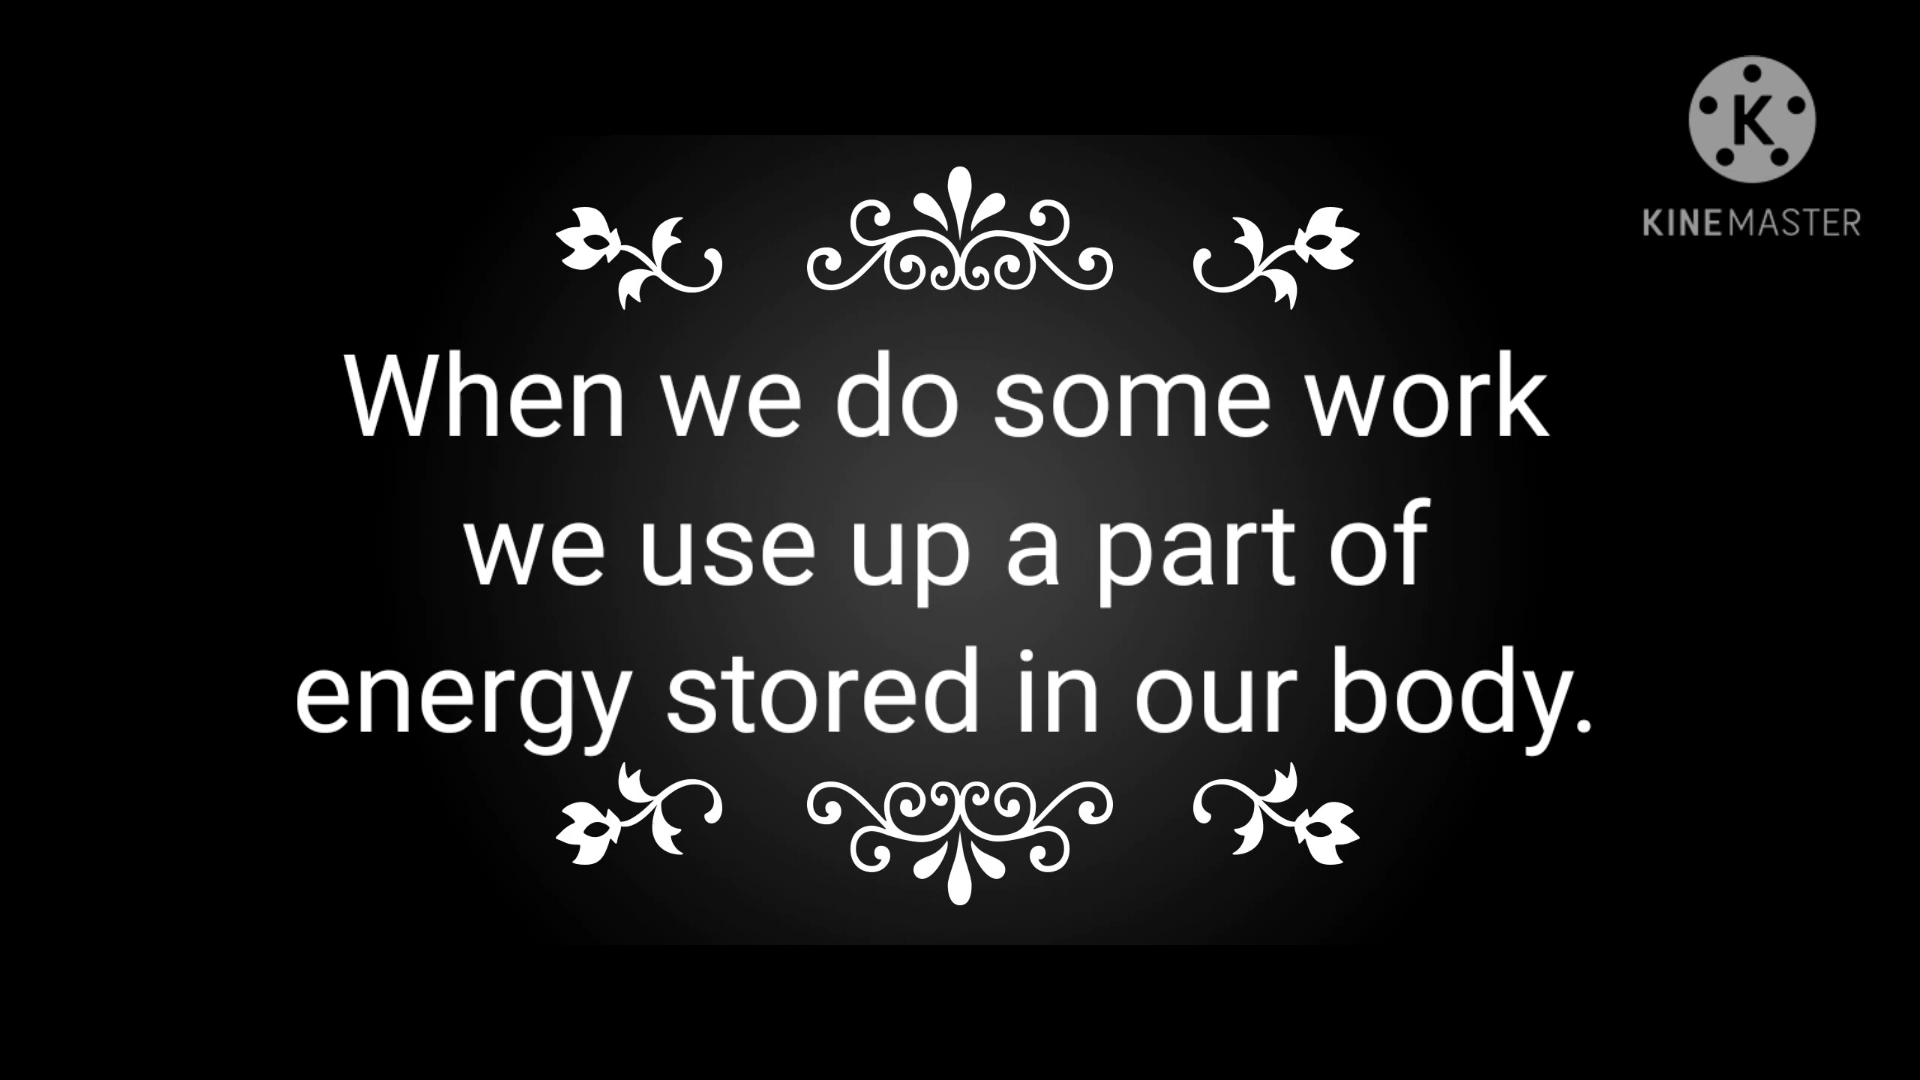 K
KINEMASTER
When we do some work
we use up a part of
energy stored in our body.